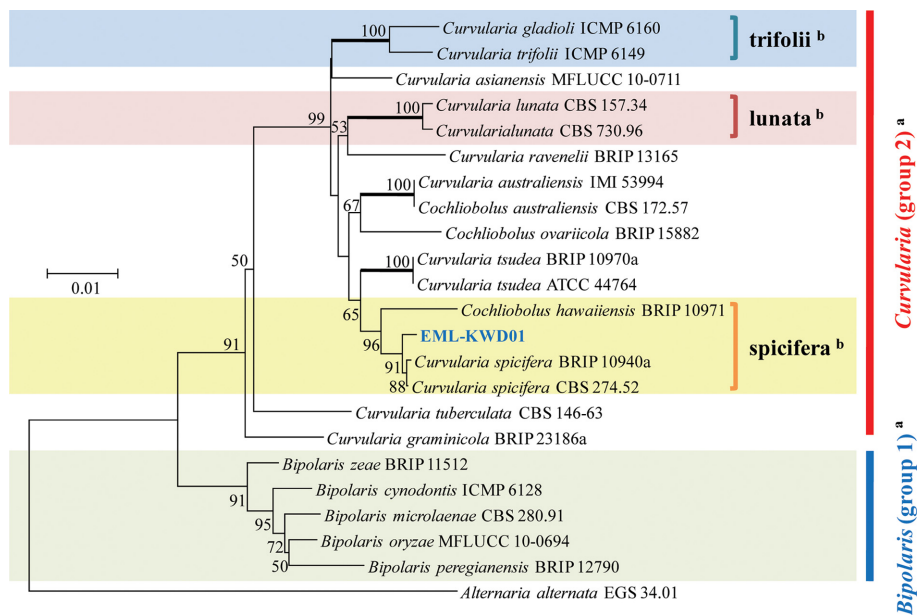 100
Curvularia gladioli ICMP 6160
Curvularia trifolii ICMP 6149
trifolii b
Curvularia asianensis MFLUCC 10-0711
99
53
100
Curvularia lunata CBS 157.34
Curvularialunata CBS 730.96
lunata b
Curvularia ravenelii BRIP 13165
67
100
Curvularia australiensis IMI 53994
Cochliobolus australiensis CBS 172.57
Cochliobolus ovariicola BRIP 15882
100
Curvularia tsudea BRIP 10970a
Curvularia tsudea ATCC 44764
50
0.01
65
Cochliobolus hawaiiensis BRIP 10971
96
EML-KWD01
91
Curvularia spicifera BRIP 10940a
88
Curvularia spicifera CBS 274.52
spicifera b
91
Curvularia tuberculata CBS 146-63
Curvularia graminicola BRIP 23186a
Curvularia (group 2) a
Bipolaris zeae BRIP 11512
91
Bipolaris cynodontis ICMP 6128
95
Bipolaris microlaenae CBS 280.91
72
Bipolaris oryzae MFLUCC 10-0694
50
Bipolaris peregianensis BRIP 12790
Bipolaris (group 1) a
Alternaria alternata EGS 34.01